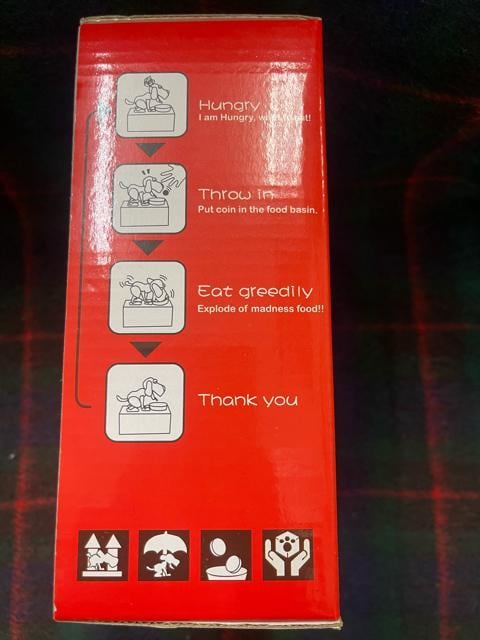 Hungry
I am Hungry,
Throw in
Put coin in the food basin.
Eat greedily
Explode of madness food!!
Thank you